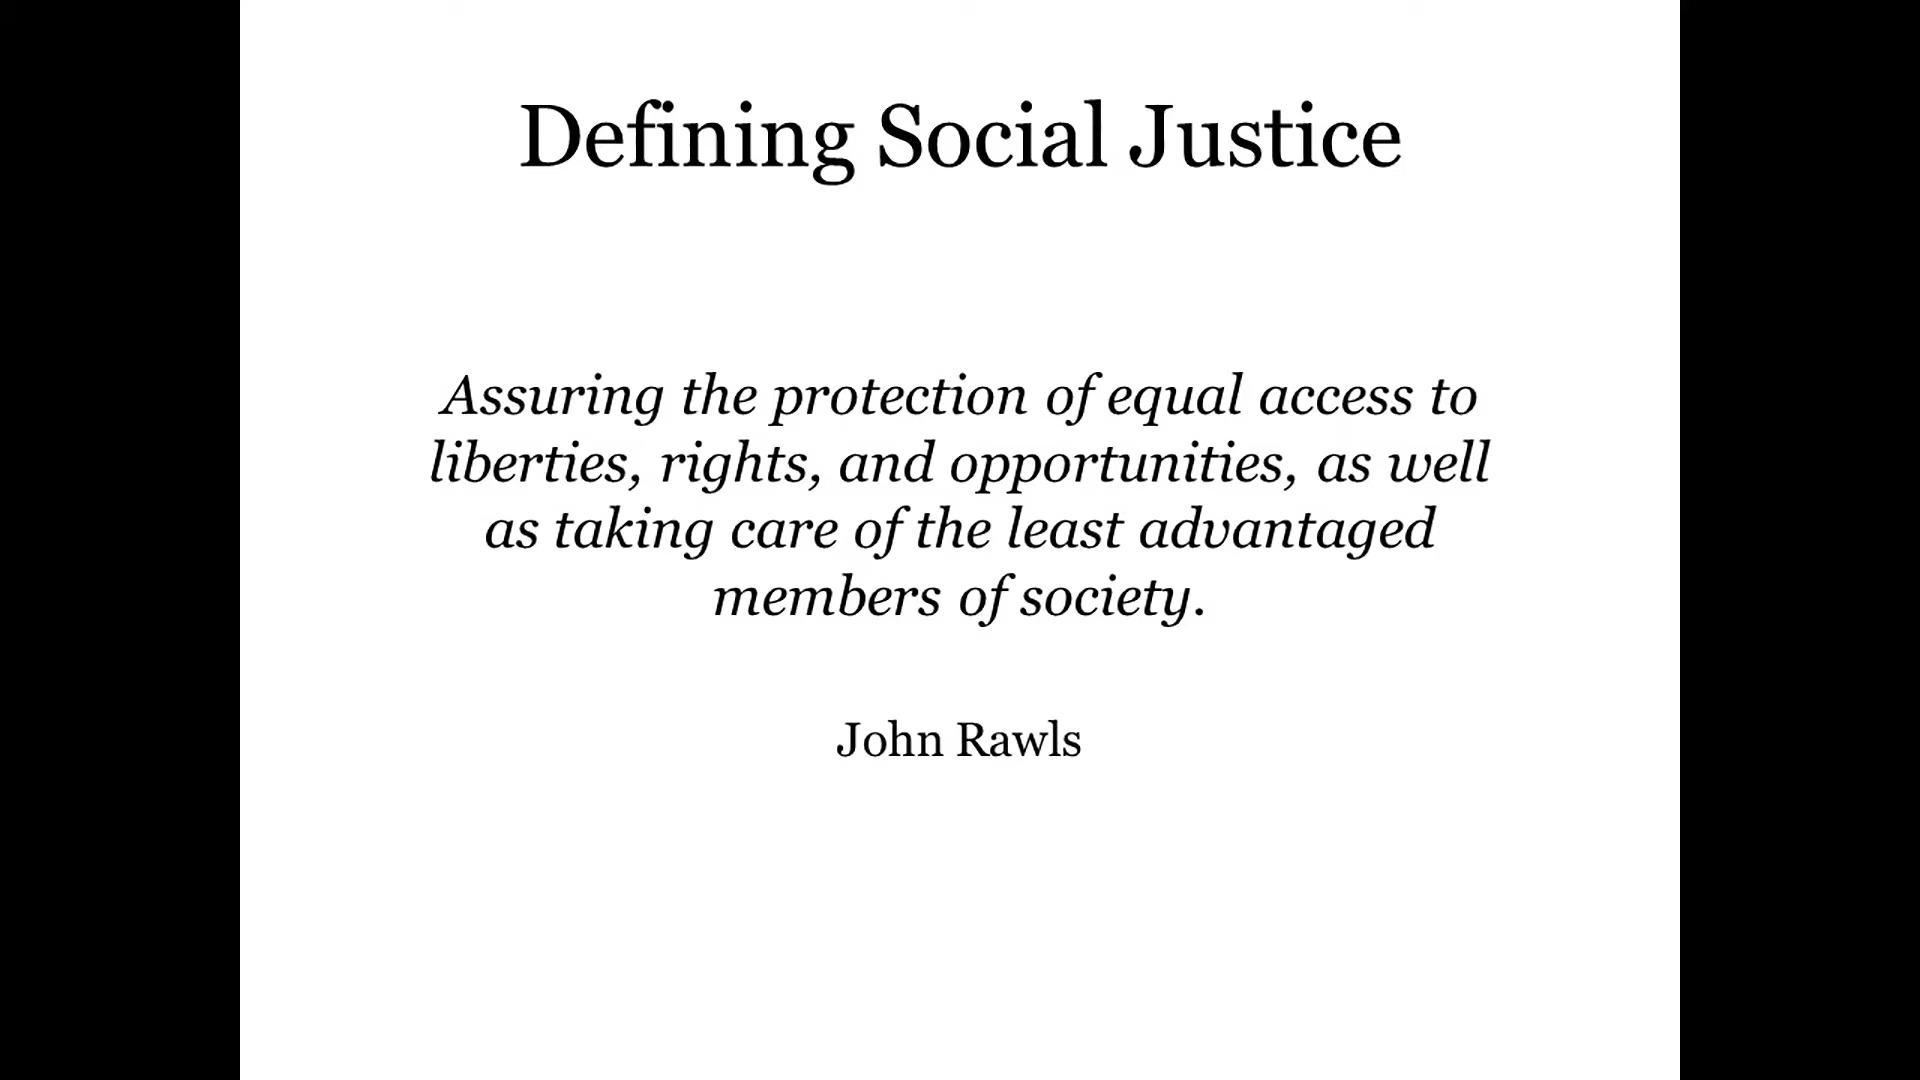 Defining Social Justice
Assuring the protection of equal access to
liberties, rights, and opportunities, as well
as taking care of the least advantaged
members of society.
John Rawls